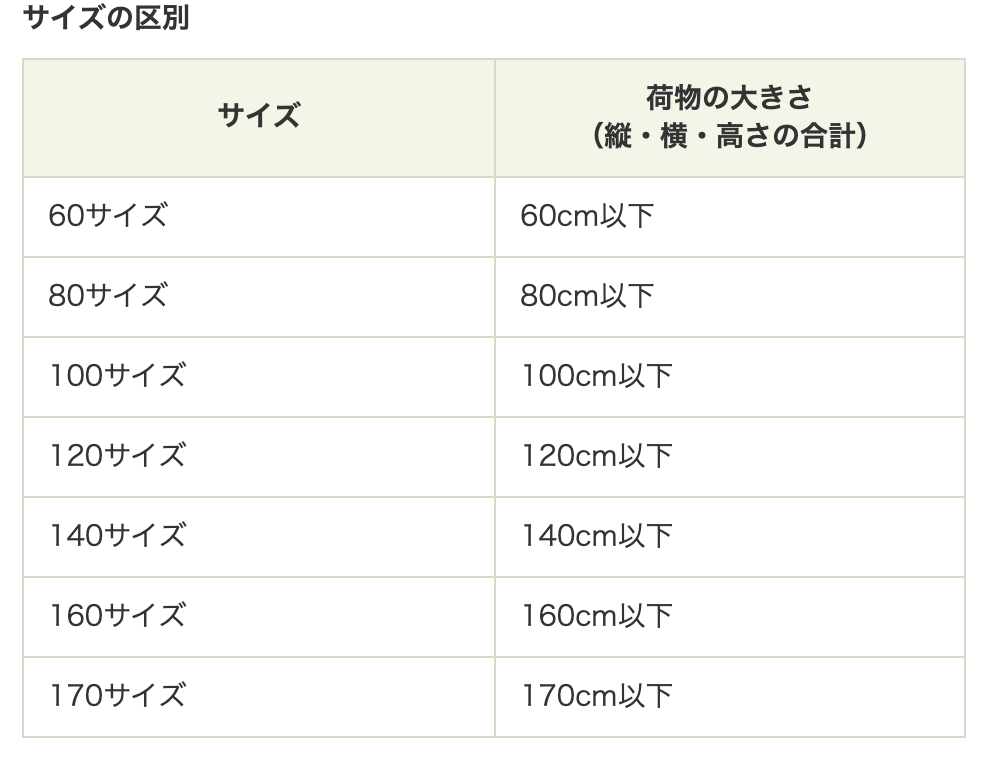 サイズの区別
サイズ
荷物の大きさ
（縦・横・高さの合計）
60サイズ
60cm以下
80サイズ
80cm以下
100サイズ
100cm以下
120サイズ
120cm以下
140サイズ
140cm以下
160サイズ
160cm以下
170サイズ
170cm以下